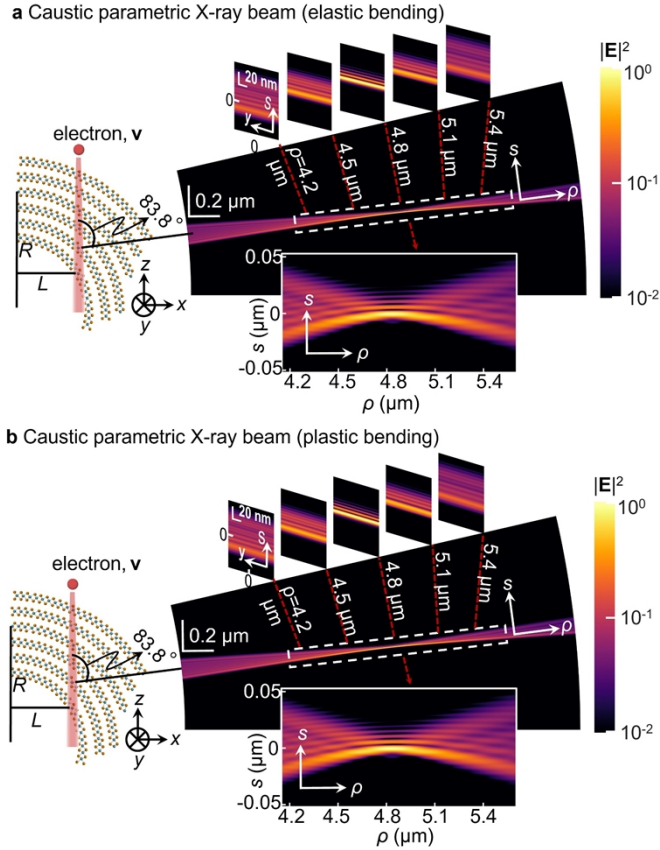 a Caustic parametric X-ray beam (elastic bending)
|E|²
10⁰
10⁻¹
10⁻²
20 nm
0
s
y
0
electron, v
ρ=4.2 μm
4.5 μm
4.8 μm
5.1 μm
5.4 μm
s
ρ
0.2 μm
83.8°
R
L
z
x
y
0.05
0
-0.05
s (μm)
s
ρ
4.2 4.5 4.8 5.1 5.4
ρ (μm)
b Caustic parametric X-ray beam (plastic bending)
|E|²
10⁰
10⁻¹
10⁻²
20 nm
0
s
y
0
electron, v
ρ=4.2 μm
4.5 μm
4.8 μm
5.1 μm
5.4 μm
s
ρ
0.2 μm
83.8°
R
L
z
x
y
0.05
0
-0.05
s (μm)
s
ρ
4.2 4.5 4.8 5.1 5.4
ρ (μm)